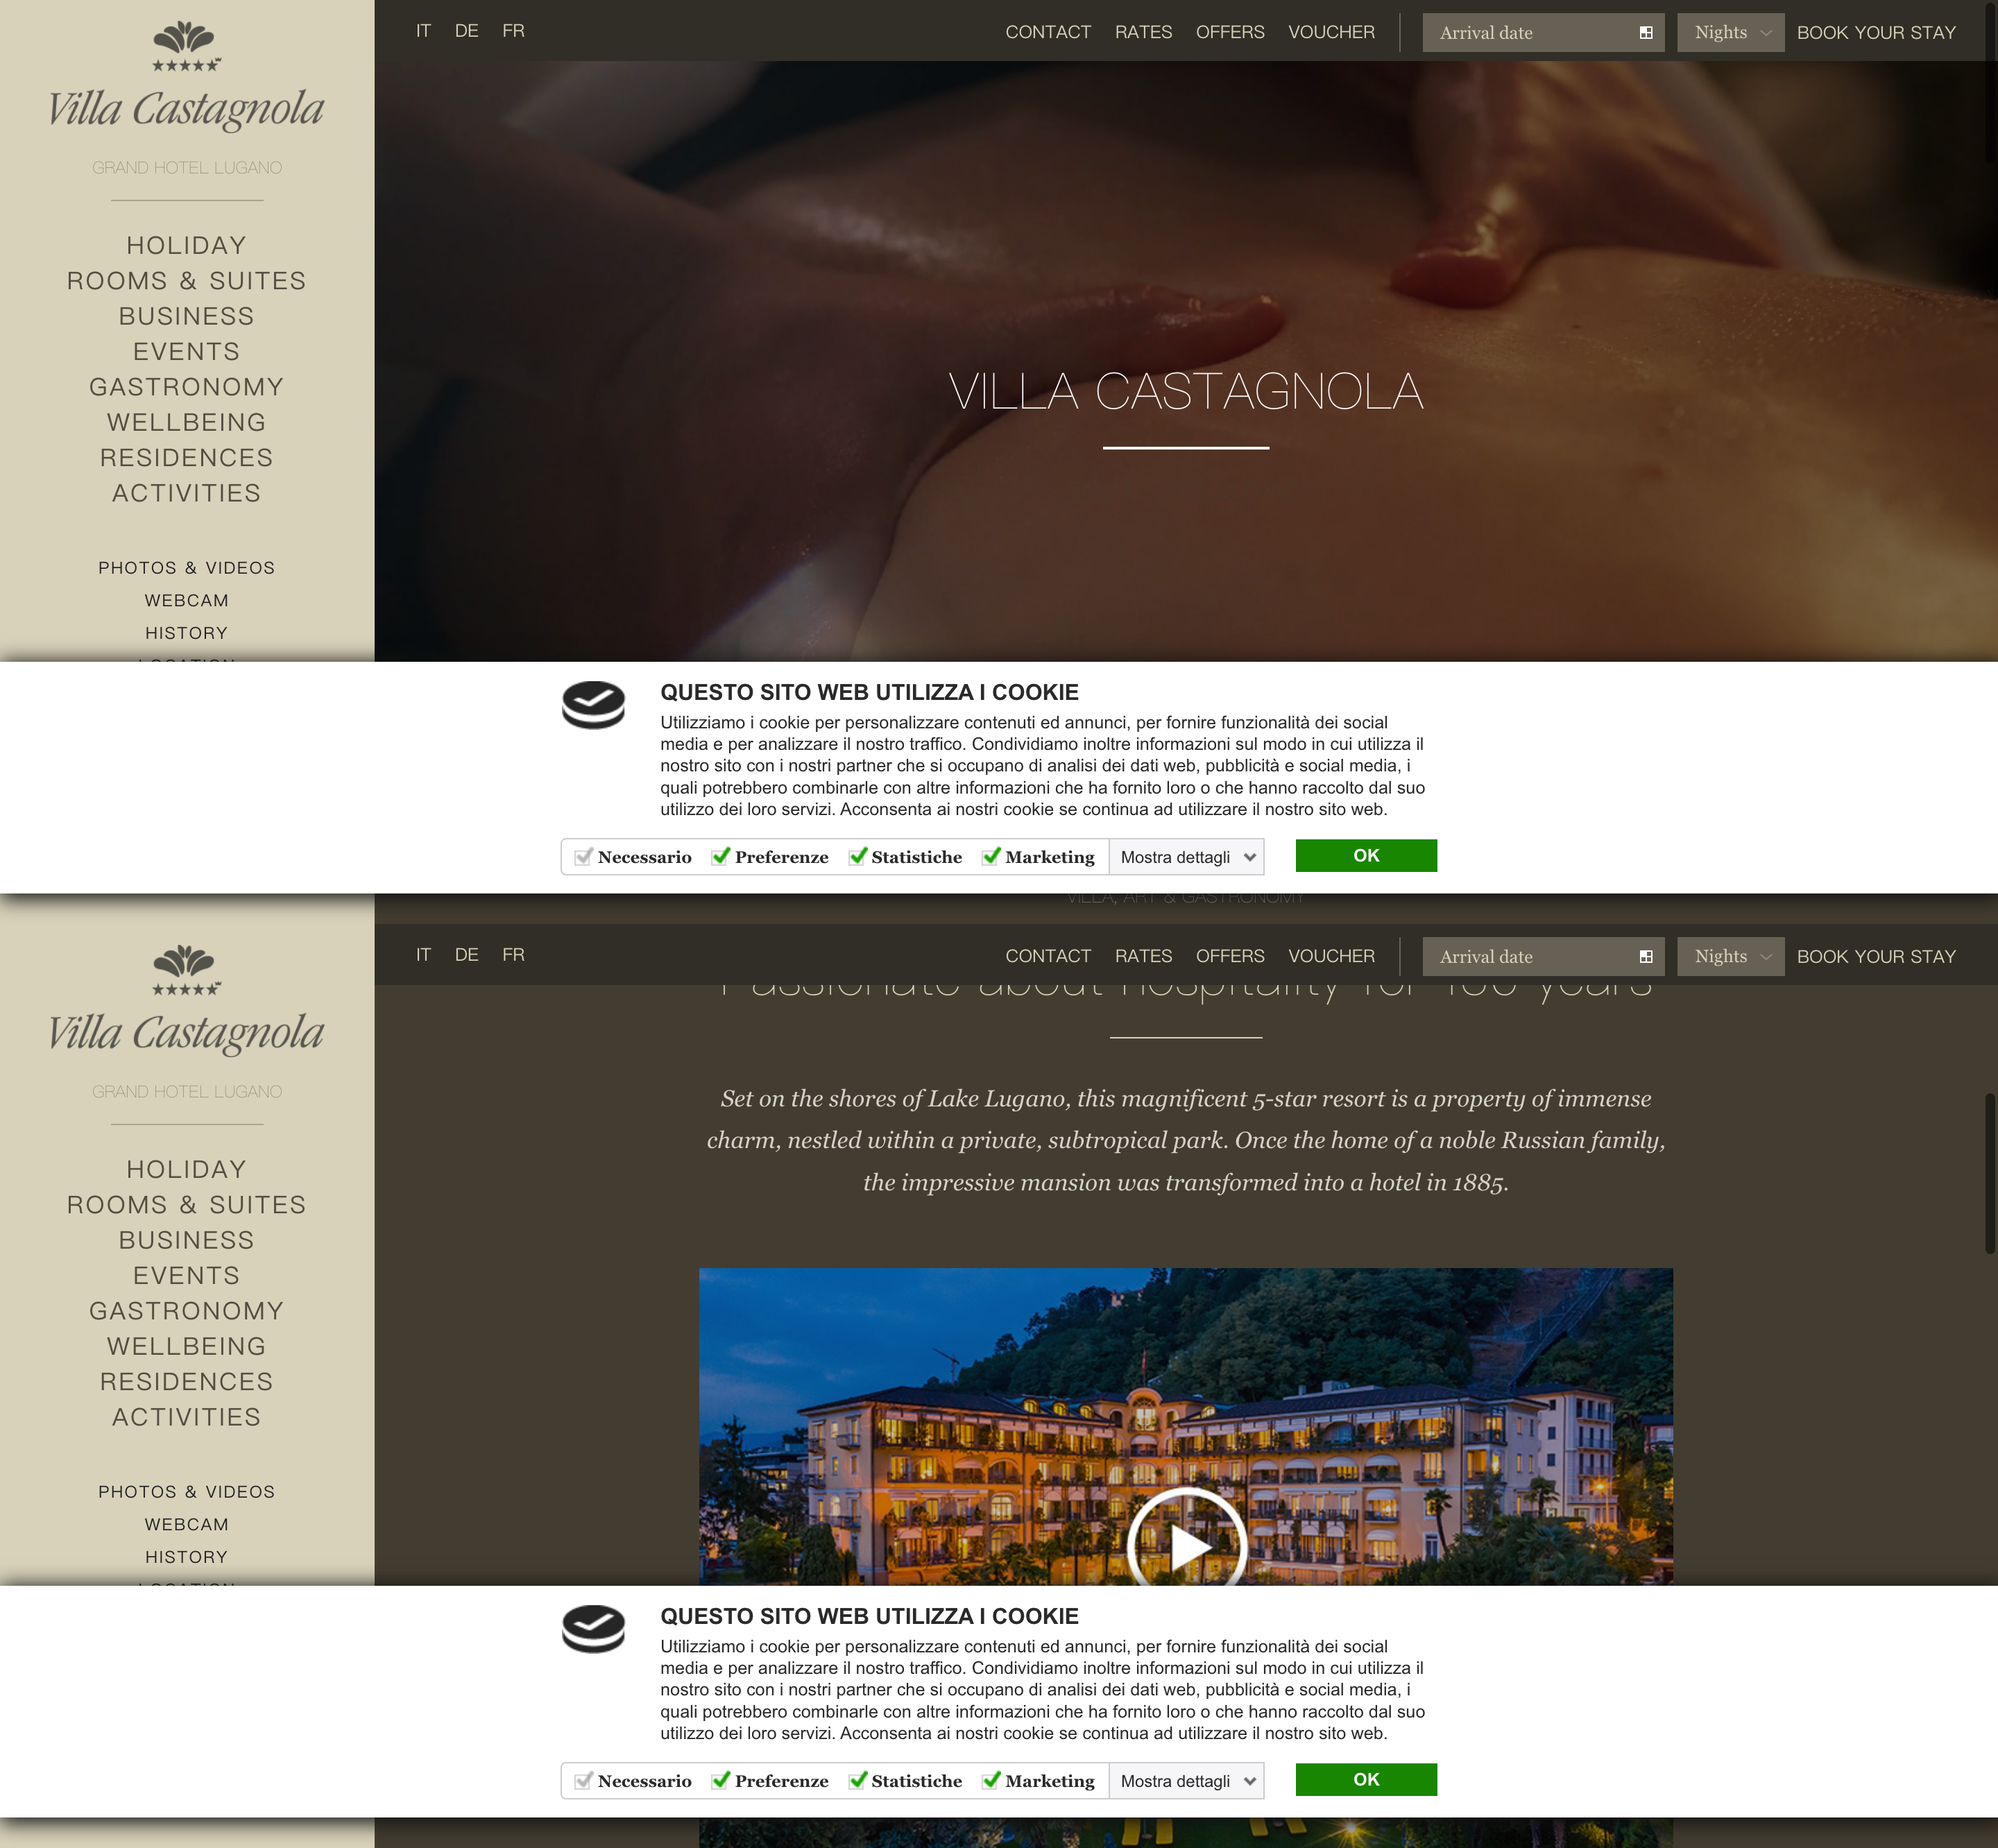 Villa Castagnola
GRAND HOTEL LUGANO
HOLIDAY
ROOMS & SUITES
BUSINESS
EVENTS
GASTRONOMY
WELLBEING
RESIDENCES
ACTIVITIES
PHOTOS & VIDEOS
WEBCAM
HISTORY
IT DE FR CONTACT RATES OFFERS VOUCHER Arrival date Nights BOOK YOUR STAY
VILLA CASTAGNOLA
QUESTO SITO WEB UTILIZZA I COOKIE
Utilizziamo i cookie per personalizzare contenuti ed annunci, per fornire funzionalità dei social
media e per analizzare il nostro traffico. Condividiamo inoltre informazioni sul modo in cui utilizza il
nostro sito con i nostri partner che si occupano di analisi dei dati web, pubblicità e social media, i
quali potrebbero combinarle con altre informazioni che ha fornito loro o che hanno raccolto dal suo
utilizzo dei loro servizi. Acconsenta ai nostri cookie se continua ad utilizzare il nostro sito web.
Necessario Preferenze Statistiche Marketing Mostra dettagli OK
VILLA, ART & GASTRONOMY
Villa Castagnola
GRAND HOTEL LUGANO
HOLIDAY
ROOMS & SUITES
BUSINESS
EVENTS
GASTRONOMY
WELLBEING
RESIDENCES
ACTIVITIES
PHOTOS & VIDEOS
WEBCAM
HISTORY
IT DE FR CONTACT RATES OFFERS VOUCHER Arrival date Nights BOOK YOUR STAY
Passionate about hospitality for 130 years
Set on the shores of Lake Lugano, this magnificent 5-star resort is a property of immense
charm, nestled within a private, subtropical park. Once the home of a noble Russian family,
the impressive mansion was transformed into a hotel in 1885.
QUESTO SITO WEB UTILIZZA I COOKIE
Utilizziamo i cookie per personalizzare contenuti ed annunci, per fornire funzionalità dei social
media e per analizzare il nostro traffico. Condividiamo inoltre informazioni sul modo in cui utilizza il
nostro sito con i nostri partner che si occupano di analisi dei dati web, pubblicità e social media, i
quali potrebbero combinarle con altre informazioni che ha fornito loro o che hanno raccolto dal suo
utilizzo dei loro servizi. Acconsenta ai nostri cookie se continua ad utilizzare il nostro sito web.
Necessario Preferenze Statistiche Marketing Mostra dettagli OK